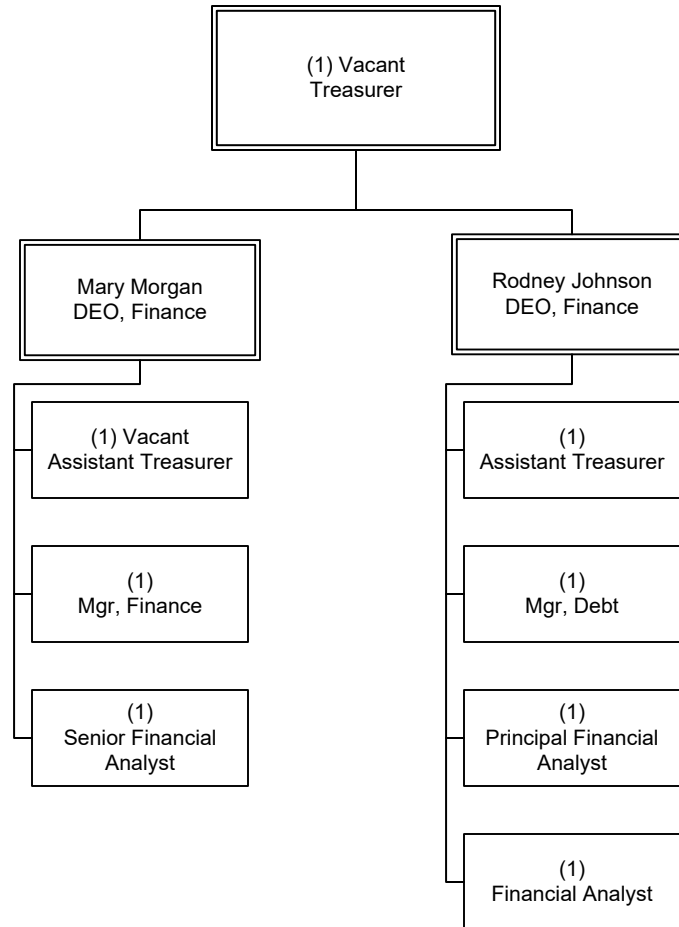 (1) Vacant
Treasurer
Mary Morgan
DEO, Finance
Rodney Johnson
DEO, Finance
(1) Vacant
Assistant Treasurer
(1)
Mgr, Finance
(1)
Senior Financial
Analyst
(1)
Assistant Treasurer
(1)
Mgr, Debt
(1)
Principal Financial
Analyst
(1)
Financial Analyst